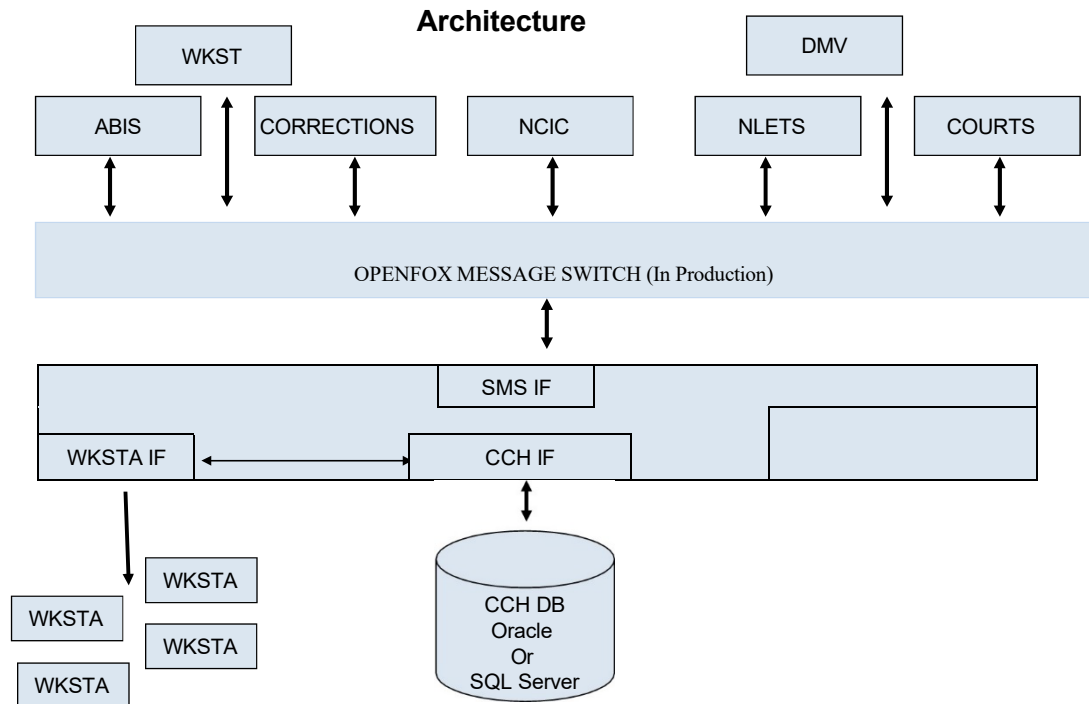 Architecture
WKST
DMV
ABIS
CORRECTIONS
NCIC
NLETS
COURTS
OPENFOX MESSAGE SWITCH (In Production)
SMS IF
WKSTA IF
CCH IF
WKSTA
WKSTA
WKSTA
WKSTA
CCH DB
Oracle
Or
SQL Server